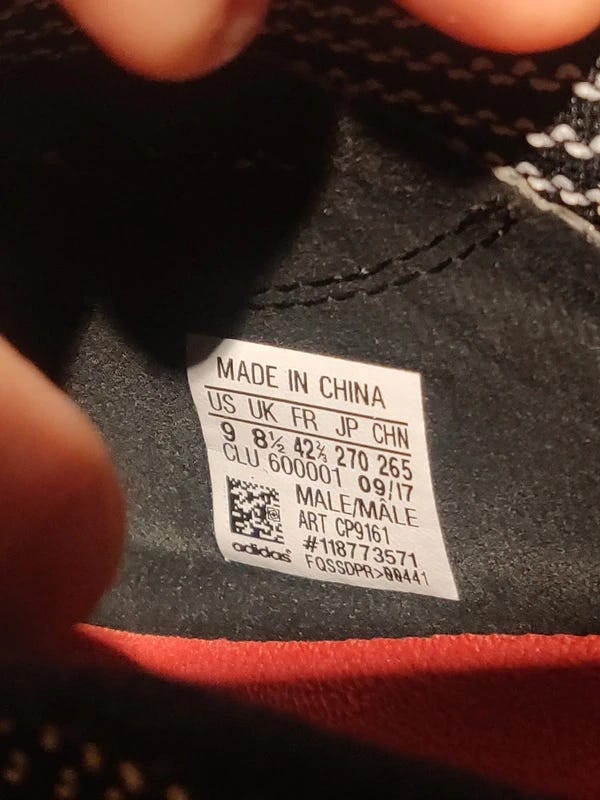 MADE IN CHINA
US UK FR JP CHN
9 8½ 42⅔ 270 265
CLU 600001 09/17
MALE/MÂLE
ART CP9161
#118773571
adidas®
FQSSDPR>00441